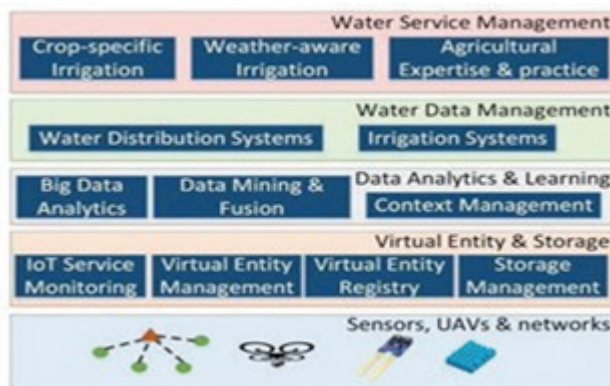 Water Service Management
Crop-specific Irrigation
Weather-aware Irrigation
Agricultural Expertise & practice
Water Data Management
Water Distribution Systems
Irrigation Systems
Data Analytics & Learning
Big Data Analytics
Data Mining & Fusion
Context Management
Virtual Entity & Storage
IoT Service Monitoring
Virtual Entity Management
Virtual Entity Registry
Storage Management
Sensors, UAVs & networks